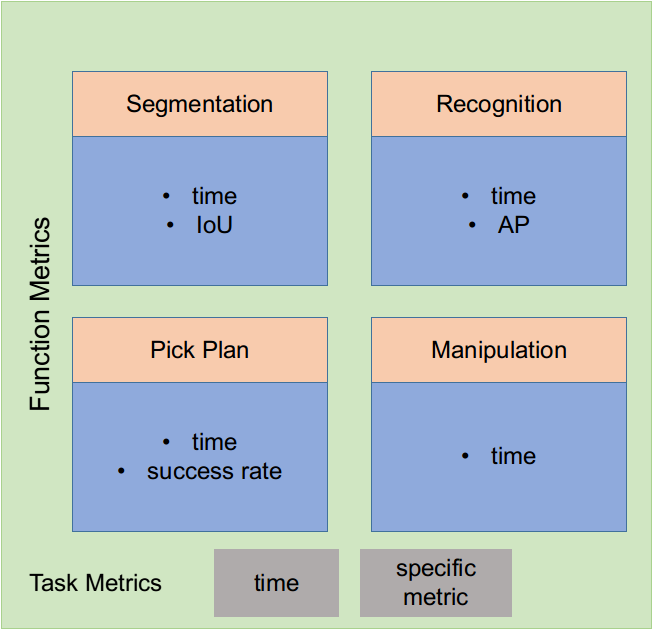 Function Metrics
Segmentation
• time
• IoU
Recognition
• time
• AP
Pick Plan
• time
• success rate
Manipulation
• time
Task Metrics
time
specific
metric